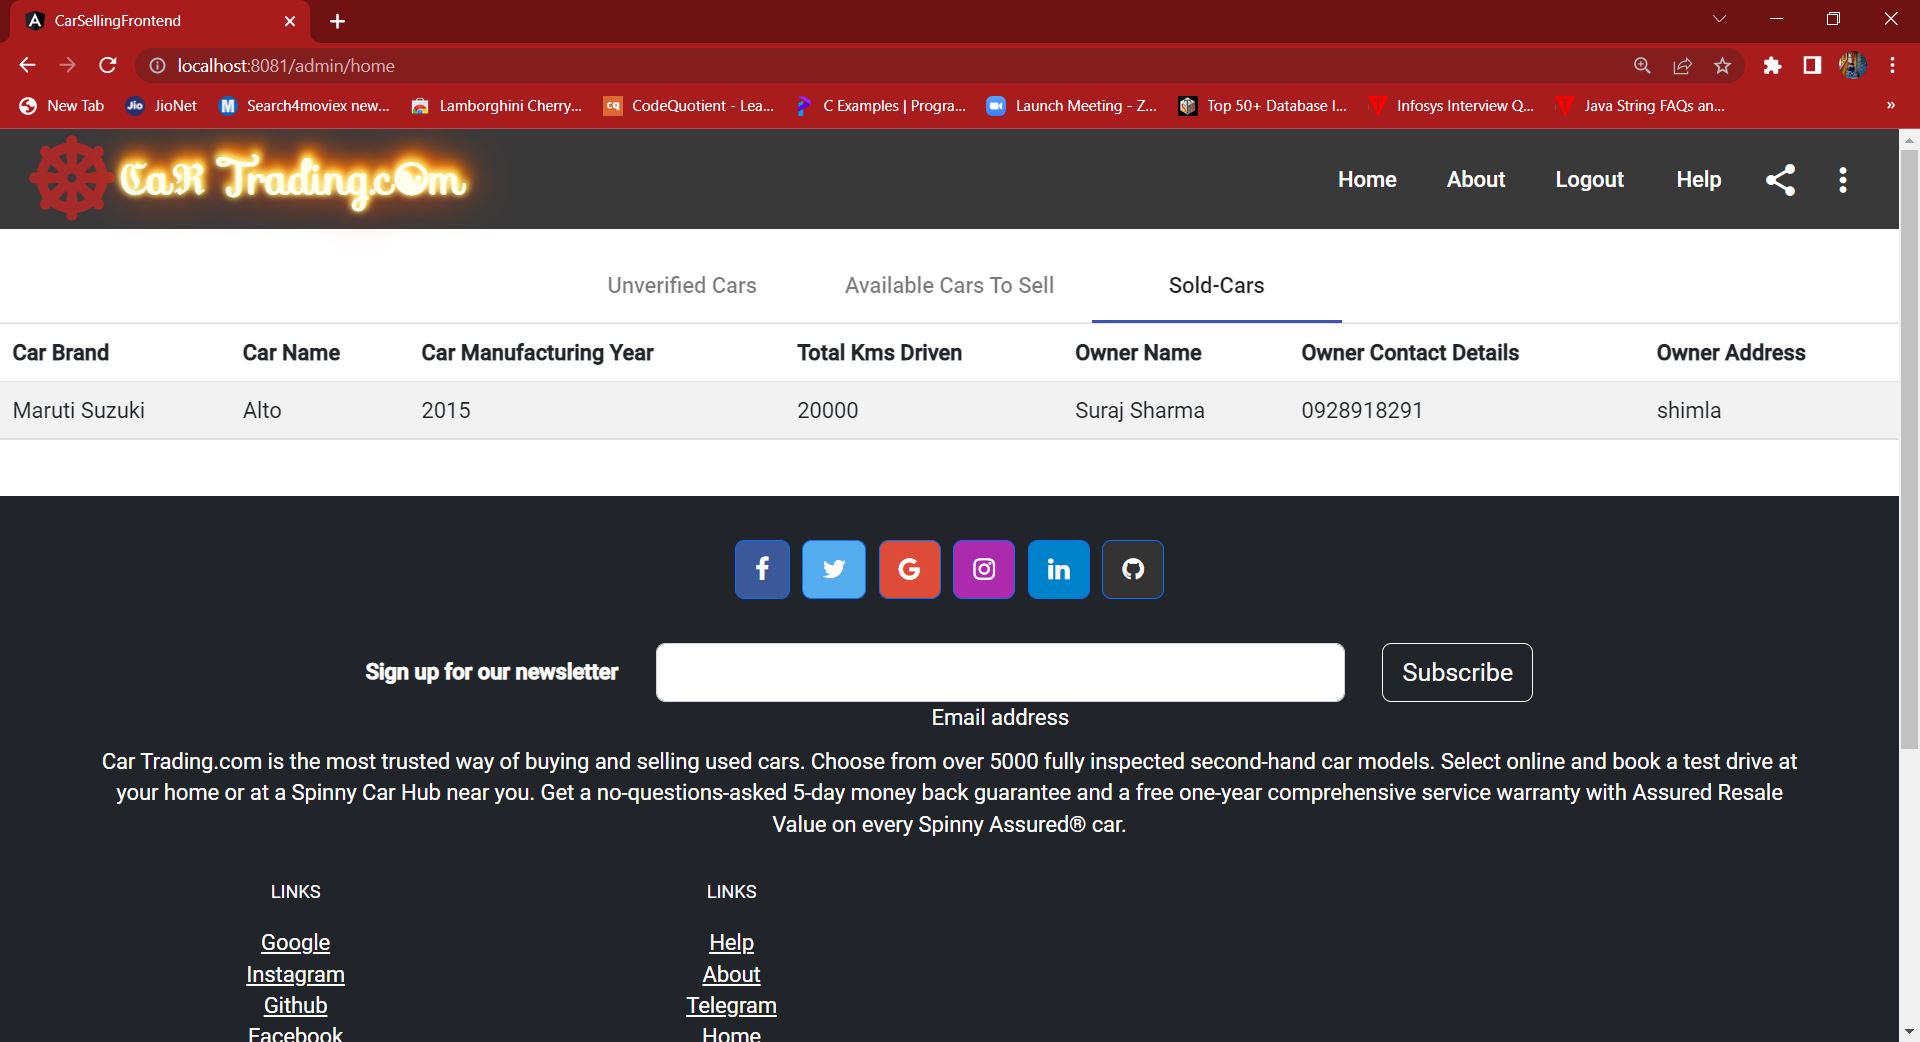 CarSellingFrontend
localhost:8081/admin/home
New Tab Jio JioNet M Search4moviex new... Lamborghini Cherry... CQ CodeQuotient - Lea... C Examples | Progra... Launch Meeting - Z... Top 50+ Database I... Infosys Interview Q... Java String FAQs an... »
CaR Trading.com Home About Logout Help
Unverified Cars Available Cars To Sell Sold-Cars
Car Brand Car Name Car Manufacturing Year Total Kms Driven Owner Name Owner Contact Details Owner Address
Maruti Suzuki Alto 2015 20000 Suraj Sharma 0928918291 shimla
Sign up for our newsletter Subscribe
Email address
Car Trading.com is the most trusted way of buying and selling used cars. Choose from over 5000 fully inspected second-hand car models. Select online and book a test drive at
your home or at a Spinny Car Hub near you. Get a no-questions-asked 5-day money back guarantee and a free one-year comprehensive service warranty with Assured Resale
Value on every Spinny Assured® car.
LINKS LINKS
Google Help
Instagram About
Github Telegram
Facebook Home